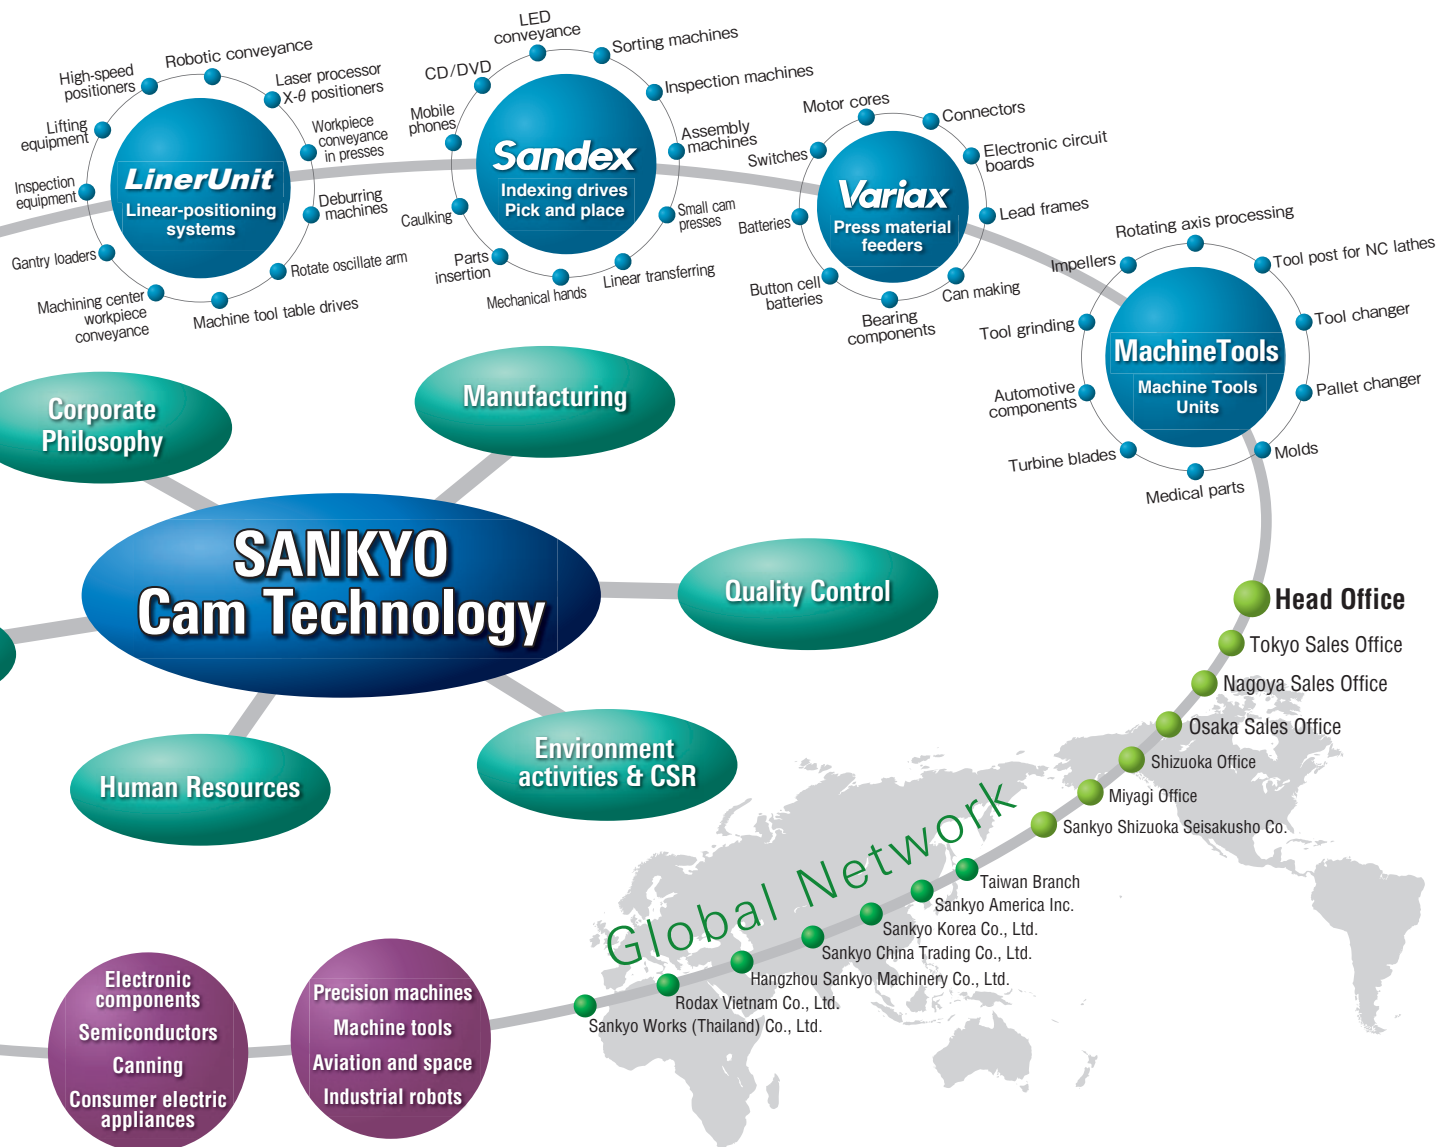 Robotic conveyance
High-speed
positioners
Laser processor
X-θ positioners
Lifting
equipment
Workpiece
conveyance
in presses
Inspection
equipment
LinerUnit
Linear-positioning
systems
Deburring
machines
Gantry loaders
Rotate oscillate arm
Machining center
workpiece
conveyance
Machine tool table drives
LED
conveyance
Sorting machines
CD/DVD
Inspection machines
Mobile
phones
Assembly
machines
Sandex
Indexing drives
Pick and place
Caulking
Small cam
presses
Parts
insertion
Linear transferring
Mechanical hands
Motor cores
Connectors
Switches
Electronic circuit
boards
Variax
Press material
feeders
Batteries
Lead frames
Button cell
batteries
Can making
Bearing
components
Rotating axis processing
Impellers
Tool post for NC lathes
Tool grinding
Tool changer
MachineTools
Machine Tools
Units
Automotive
components
Pallet changer
Turbine blades
Molds
Medical parts
Corporate
Philosophy
Manufacturing
SANKYO
Cam Technology
Quality Control
Human Resources
Environment
activities & CSR
Head Office
Tokyo Sales Office
Nagoya Sales Office
Osaka Sales Office
Shizuoka Office
Miyagi Office
Sankyo Shizuoka Seisakusho Co.
Global Network
Taiwan Branch
Sankyo America Inc.
Sankyo Korea Co., Ltd.
Sankyo China Trading Co., Ltd.
Hangzhou Sankyo Machinery Co., Ltd.
Rodax Vietnam Co., Ltd.
Sankyo Works (Thailand) Co., Ltd.
Electronic
components
Semiconductors
Canning
Consumer electric
appliances
Precision machines
Machine tools
Aviation and space
Industrial robots